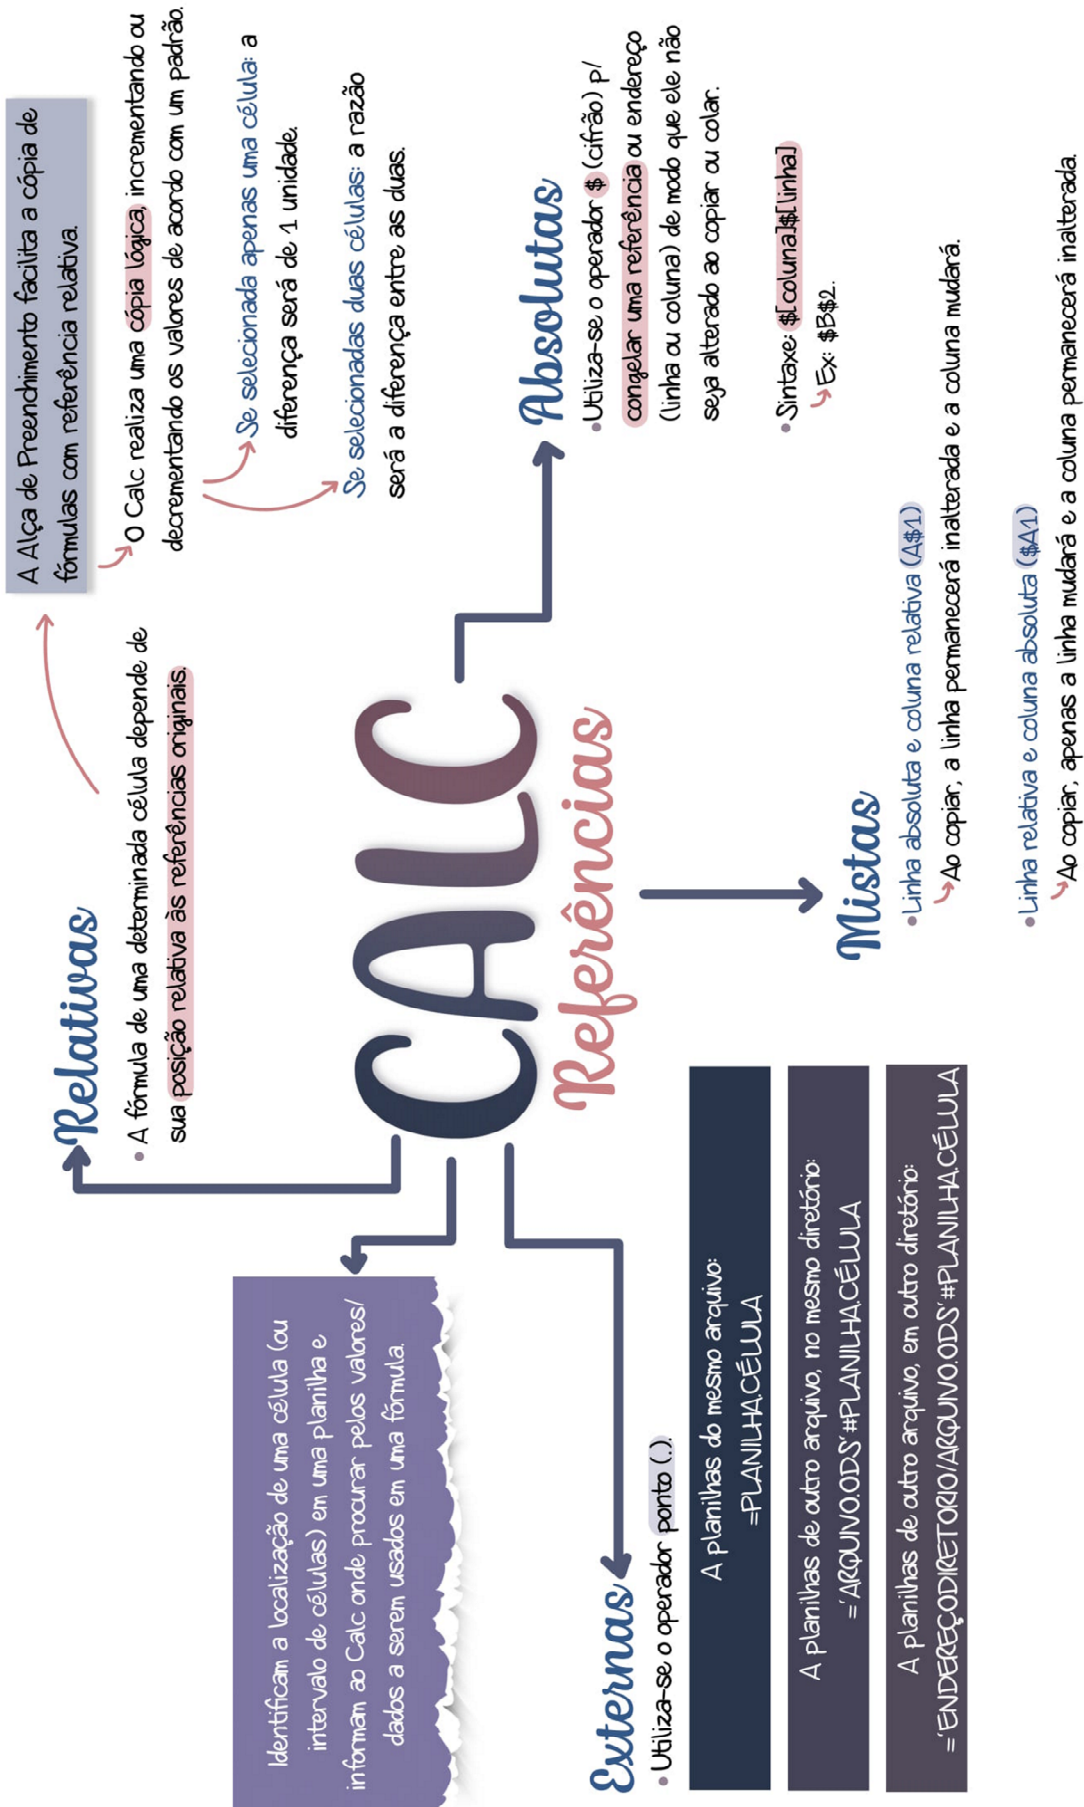 CALC
Referências
Identificam a localização de uma célula (ou
intervalo de células) em uma planilha e
informam ao Calc onde procurar pelos valores/
dados a serem usados em uma fórmula.
Relativas
• A fórmula de uma determinada célula depende de
sua posição relativa às referências originais.
A Alça de Preenchimento facilita a cópia de
fórmulas com referência relativa.
O Calc realiza uma cópia lógica, incrementando ou
decrementando os valores de acordo com um padrão.
Se selecionada apenas uma célula: a
diferença será de 1 unidade.
Se selecionadas duas células: a razão
será a diferença entre as duas.
Absolutas
• Utiliza-se o operador $ (cifrão) p/
congelar uma referência ou endereço
(linha ou coluna) de modo que ele não
seja alterado ao copiar ou colar.
• Sintaxe: $[coluna]$[linha]
Ex: $B$2.
Mistas
• Linha absoluta e coluna relativa (A$1)
Ao copiar, a linha permanecerá inalterada e a coluna mudará.
• Linha relativa e coluna absoluta ($A1)
Ao copiar, apenas a linha mudará e a coluna permanecerá inalterada.
Externas
• Utiliza-se o operador ponto (.).
A planilhas do mesmo arquivo:
=PLANILHA.CÉLULA
A planilhas de outro arquivo, no mesmo diretório:
='ARQUIVO.ODS'#PLANILHA.CÉLULA
A planilhas de outro arquivo, em outro diretório:
='ENDEREÇODIRETORIO/ARQUIVO.ODS'#PLANILHA.CÉLULA